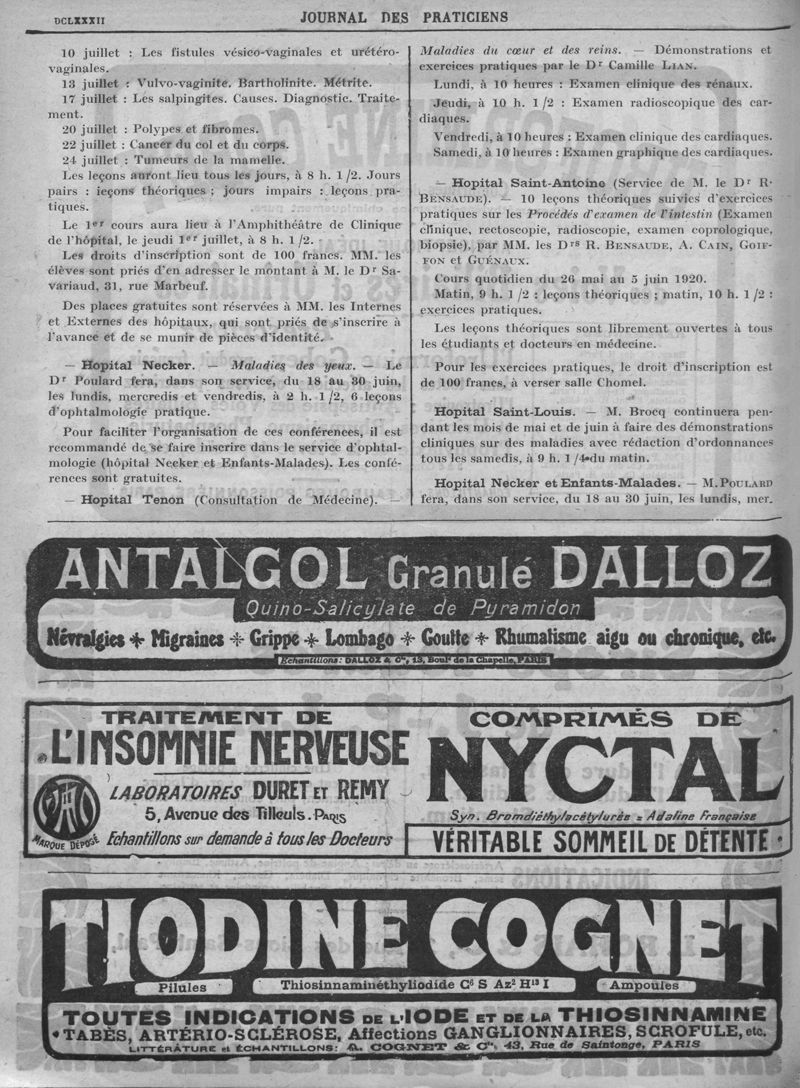 DCLXXXII
JOURNAL DES PRATICIENS
10 juillet : Les fistules vésico-vaginales et urétéro-
vaginales.
13 juillet : Vulvo-vaginite. Bartholinite. Métrite.
17 juillet : Les salpingites. Causes. Diagnostic. Traite-
ment.
20 juillet : Polypes et fibromes.
22 juillet : Cancer du col et du corps.
24 juillet : Tumeurs de la mamelle.
Les leçons auront lieu tous les jours, à 8 h. 1/2. Jours
pairs : leçons théoriques ; jours impairs : leçons pra-
tiques.
Le 1er cours aura lieu à l'Amphithéâtre de Clinique
de l'hôpital, le jeudi 1er juillet, à 8 h. 1/2.
Les droits d'inscription sont de 100 francs. MM. les
élèves sont priés d'en adresser le montant à M. le Dr Sa-
variaud, 31, rue Marbeuf.
Des places gratuites sont réservées à MM. les Internes
et Externes des hôpitaux, qui sont priés de s'inscrire à
l'avance et de se munir de pièces d'identité.
— Hopital Necker. — Maladies des yeux. — Le
Dr Poulard fera, dans son service, du 18 au 30 juin,
les lundis, mercredis et vendredis, à 2 h. 1/2, 6 leçons
d'ophtalmologie pratique.
Pour faciliter l'organisation de ces conférences, il est
recommandé de se faire inscrire dans le service d'ophtal-
mologie (hôpital Necker et Enfants-Malades). Les confé-
rences sont gratuites.
— Hopital Tenon (Consultation de Médecine). —
Maladies du cœur et des reins. — Démonstrations et
exercices pratiques par le Dr Camille LIAN.
Lundi, à 10 heures : Examen clinique des rénaux.
Jeudi, à 10 h. 1/2 : Examen radioscopique des car-
diaques.
Vendredi, à 10 heures : Examen clinique des cardiaques.
Samedi, à 10 heures : Examen graphique des cardiaques.
— Hopital Saint-Antoine (Service de M. le Dr R.
BENSAUDE). — 10 leçons théoriques suivies d'exercices
pratiques sur les Procédés d'examen de l'intestin (Examen
clinique, rectoscopie, radioscopie, examen coprologique,
biopsie), par MM. les Drs R. BENSAUDE, A. CAIN, GOIF-
FON et GUÉNAUX.
Cours quotidien du 26 mai au 5 juin 1920.
Matin, 9 h. 1/2 : leçons théoriques ; matin, 10 h. 1/2 :
exercices pratiques.
Les leçons théoriques sont librement ouvertes à tous
les étudiants et docteurs en médecine.
Pour les exercices pratiques, le droit d'inscription est
de 100 francs, à verser salle Chomel.
Hopital Saint-Louis. — M. Brocq continuera pen-
dant les mois de mai et de juin à faire des démonstrations
cliniques sur des maladies avec rédaction d'ordonnances
tous les samedis, à 9 h. 1/4 du matin.
Hopital Necker et Enfants-Malades. — M. POULARD
fera, dans son service, du 18 au 30 juin, les lundis, mer.
ANTALGOL Granulé DALLOZ
Quino-Salicylate de Pyramidon
Névralgies * Migraines * Grippe * Lombago * Goutte * Rhumatisme aigu ou chronique, etc.
Echantillons : DALLOZ & Cie, 13, Bould de la Chapelle, PARIS
TRAITEMENT DE
L'INSOMNIE NERVEUSE
LABORATOIRES DURET ET REMY
5, Avenue des Tilleuls. PARIS
MARQUE DÉPOSÉ
Echantillons sur demande à tous les Docteurs
COMPRIMÉS DE
NYCTAL
Syn. Bromdiéthylacétylurée = Adaline Française
VÉRITABLE SOMMEIL DE DÉTENTE
TIODINE COGNET
Pilules
Thiosinnaminéthyliodide C6 S Az2 H13 I
Ampoules
TOUTES INDICATIONS DE L'IODE ET DE LA THIOSINNAMINE
TABÈS, ARTÉRIO-SCLÉROSE, Affections GANGLIONNAIRES, SCROFULE, etc.
LITTÉRATURE et ÉCHANTILLONS : A. COGNET & Cie, 43, Rue de Saintonge, PARIS